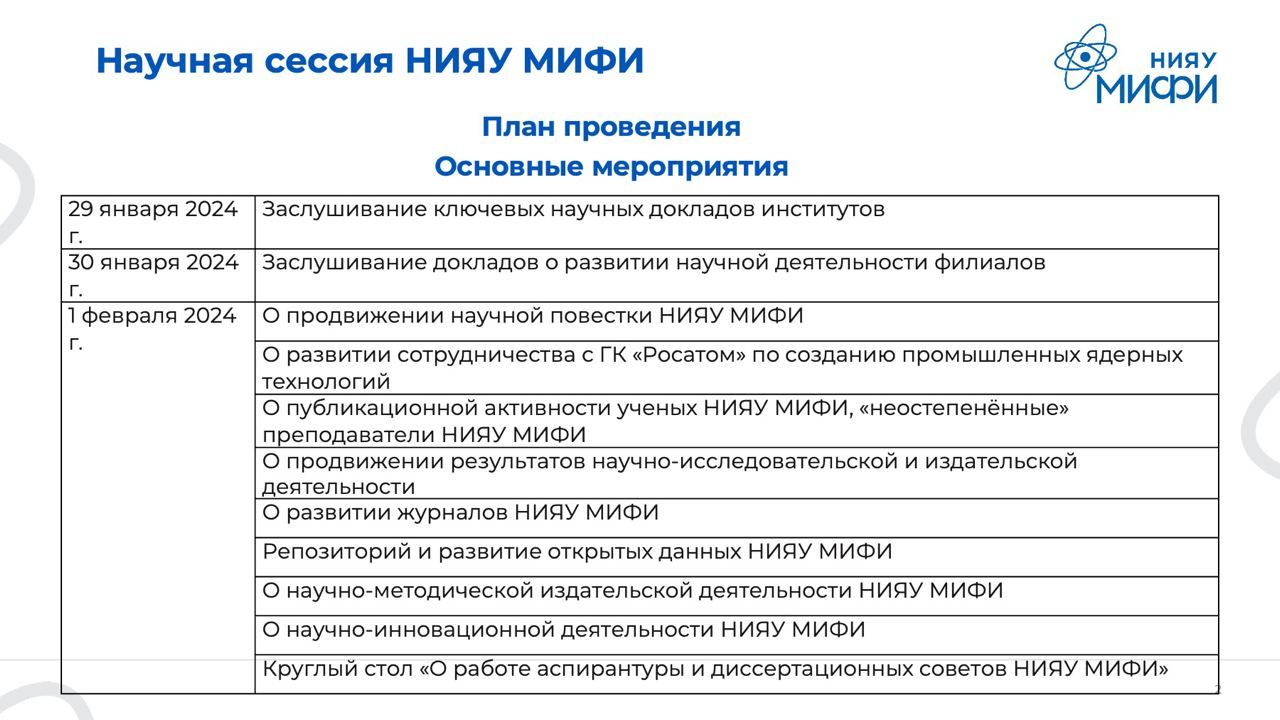 Научная сессия НИЯУ МИФИ
НИЯУ
МИФИ
План проведения
Основные мероприятия
29 января 2024
г.
Заслушивание ключевых научных докладов институтов
30 января 2024
г.
Заслушивание докладов о развитии научной деятельности филиалов
1 февраля 2024
г.
О продвижении научной повестки НИЯУ МИФИ
О развитии сотрудничества с ГК «Росатом» по созданию промышленных ядерных
технологий
О публикационной активности ученых НИЯУ МИФИ, «неостепенённые»
преподаватели НИЯУ МИФИ
О продвижении результатов научно-исследовательской и издательской
деятельности
О развитии журналов НИЯУ МИФИ
Репозиторий и развитие открытых данных НИЯУ МИФИ
О научно-методической издательской деятельности НИЯУ МИФИ
О научно-инновационной деятельности НИЯУ МИФИ
Круглый стол «О работе аспирантуры и диссертационных советов НИЯУ МИФИ»
2